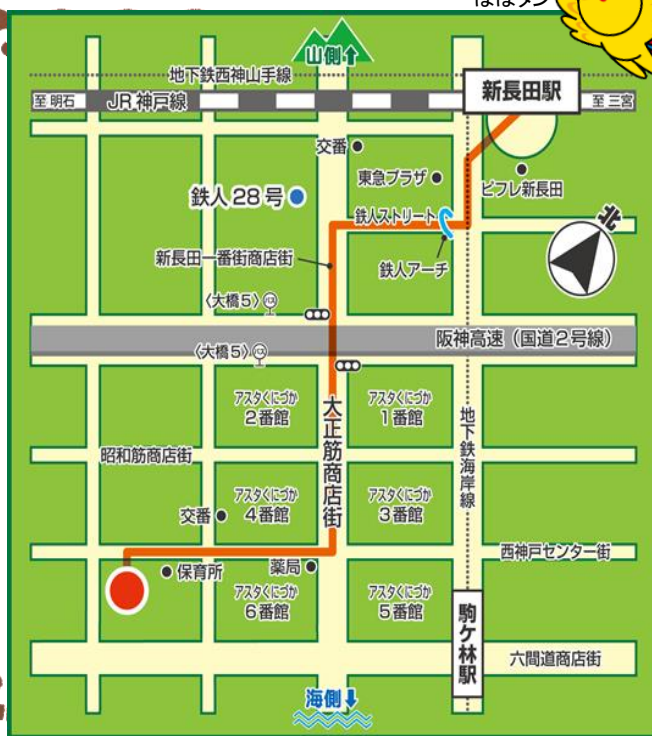 ばばタン
山側↑
地下鉄西神山手線
新長田駅
至 明石
JR 神戸線
至 三宮
交番
東急プラザ
ピフレ新長田
鉄人28号
鉄人ストリート
北
新長田一番街商店街
鉄人アーチ
〈大橋5〉
阪神高速（国道2号線）
〈大橋5〉
アスタくにづか
2番館
アスタくにづか
1番館
大正筋商店街
地下鉄海岸線
昭和筋商店街
アスタくにづか
4番館
アスタくにづか
3番館
交番
西神戸センター街
保育所
薬局
アスタくにづか
6番館
アスタくにづか
5番館
駒ケ林駅
六間道商店街
海側↓